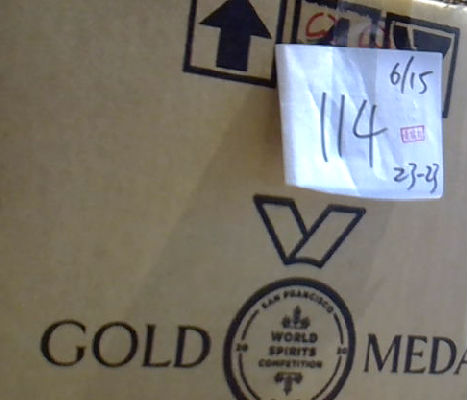 6/15
114
23-23
SAN FRANCISCO
WORLD
SPIRITS
COMPETITION
20 20
GOLD MEDA